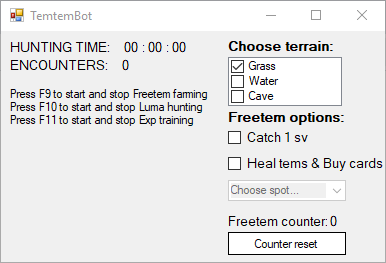 TemtemBot
HUNTING TIME: 00 : 00 : 00
ENCOUNTERS: 0
Press F9 to start and stop Freetem farming
Press F10 to start and stop Luma hunting
Press F11 to start and stop Exp training
Choose terrain:
Grass
Water
Cave
Freetem options:
Catch 1 sv
Heal tems & Buy cards
Choose spot...
Freetem counter: 0
Counter reset